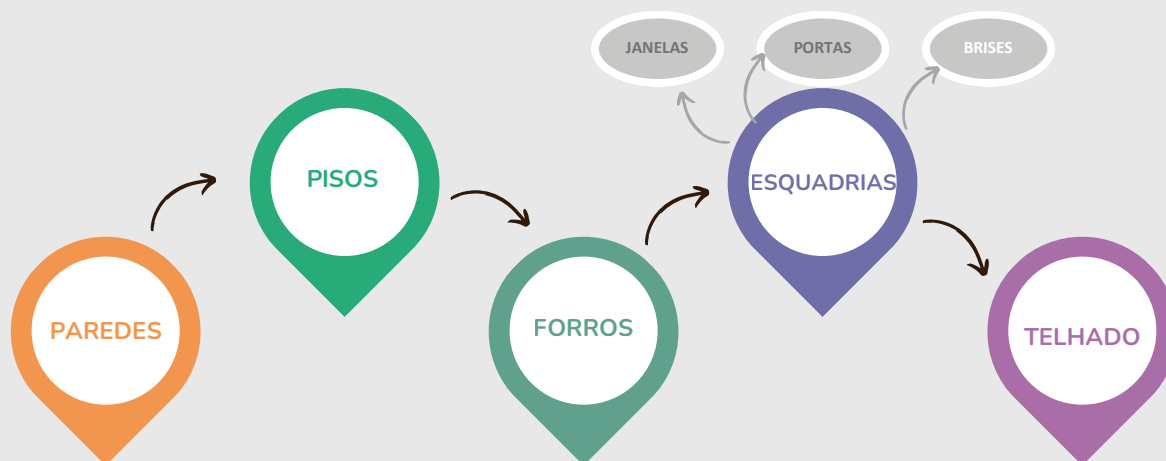 JANELAS
PORTAS
BRISES
PISOS
ESQUADRIAS
PAREDES
FORROS
TELHADO